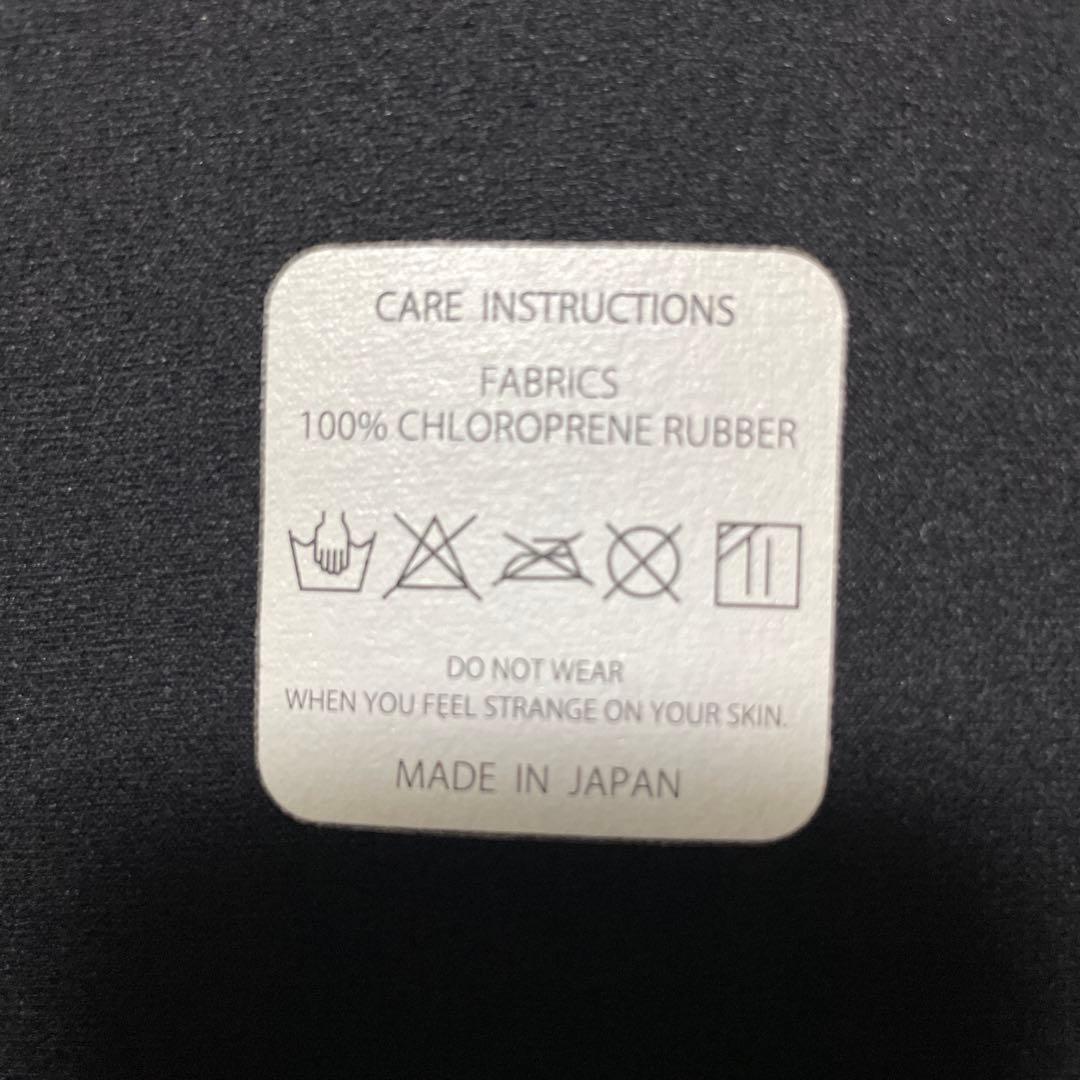 CARE INSTRUCTIONS
FABRICS
100% CHLOROPRENE RUBBER
DO NOT WEAR
WHEN YOU FEEL STRANGE ON YOUR SKIN.
MADE IN JAPAN